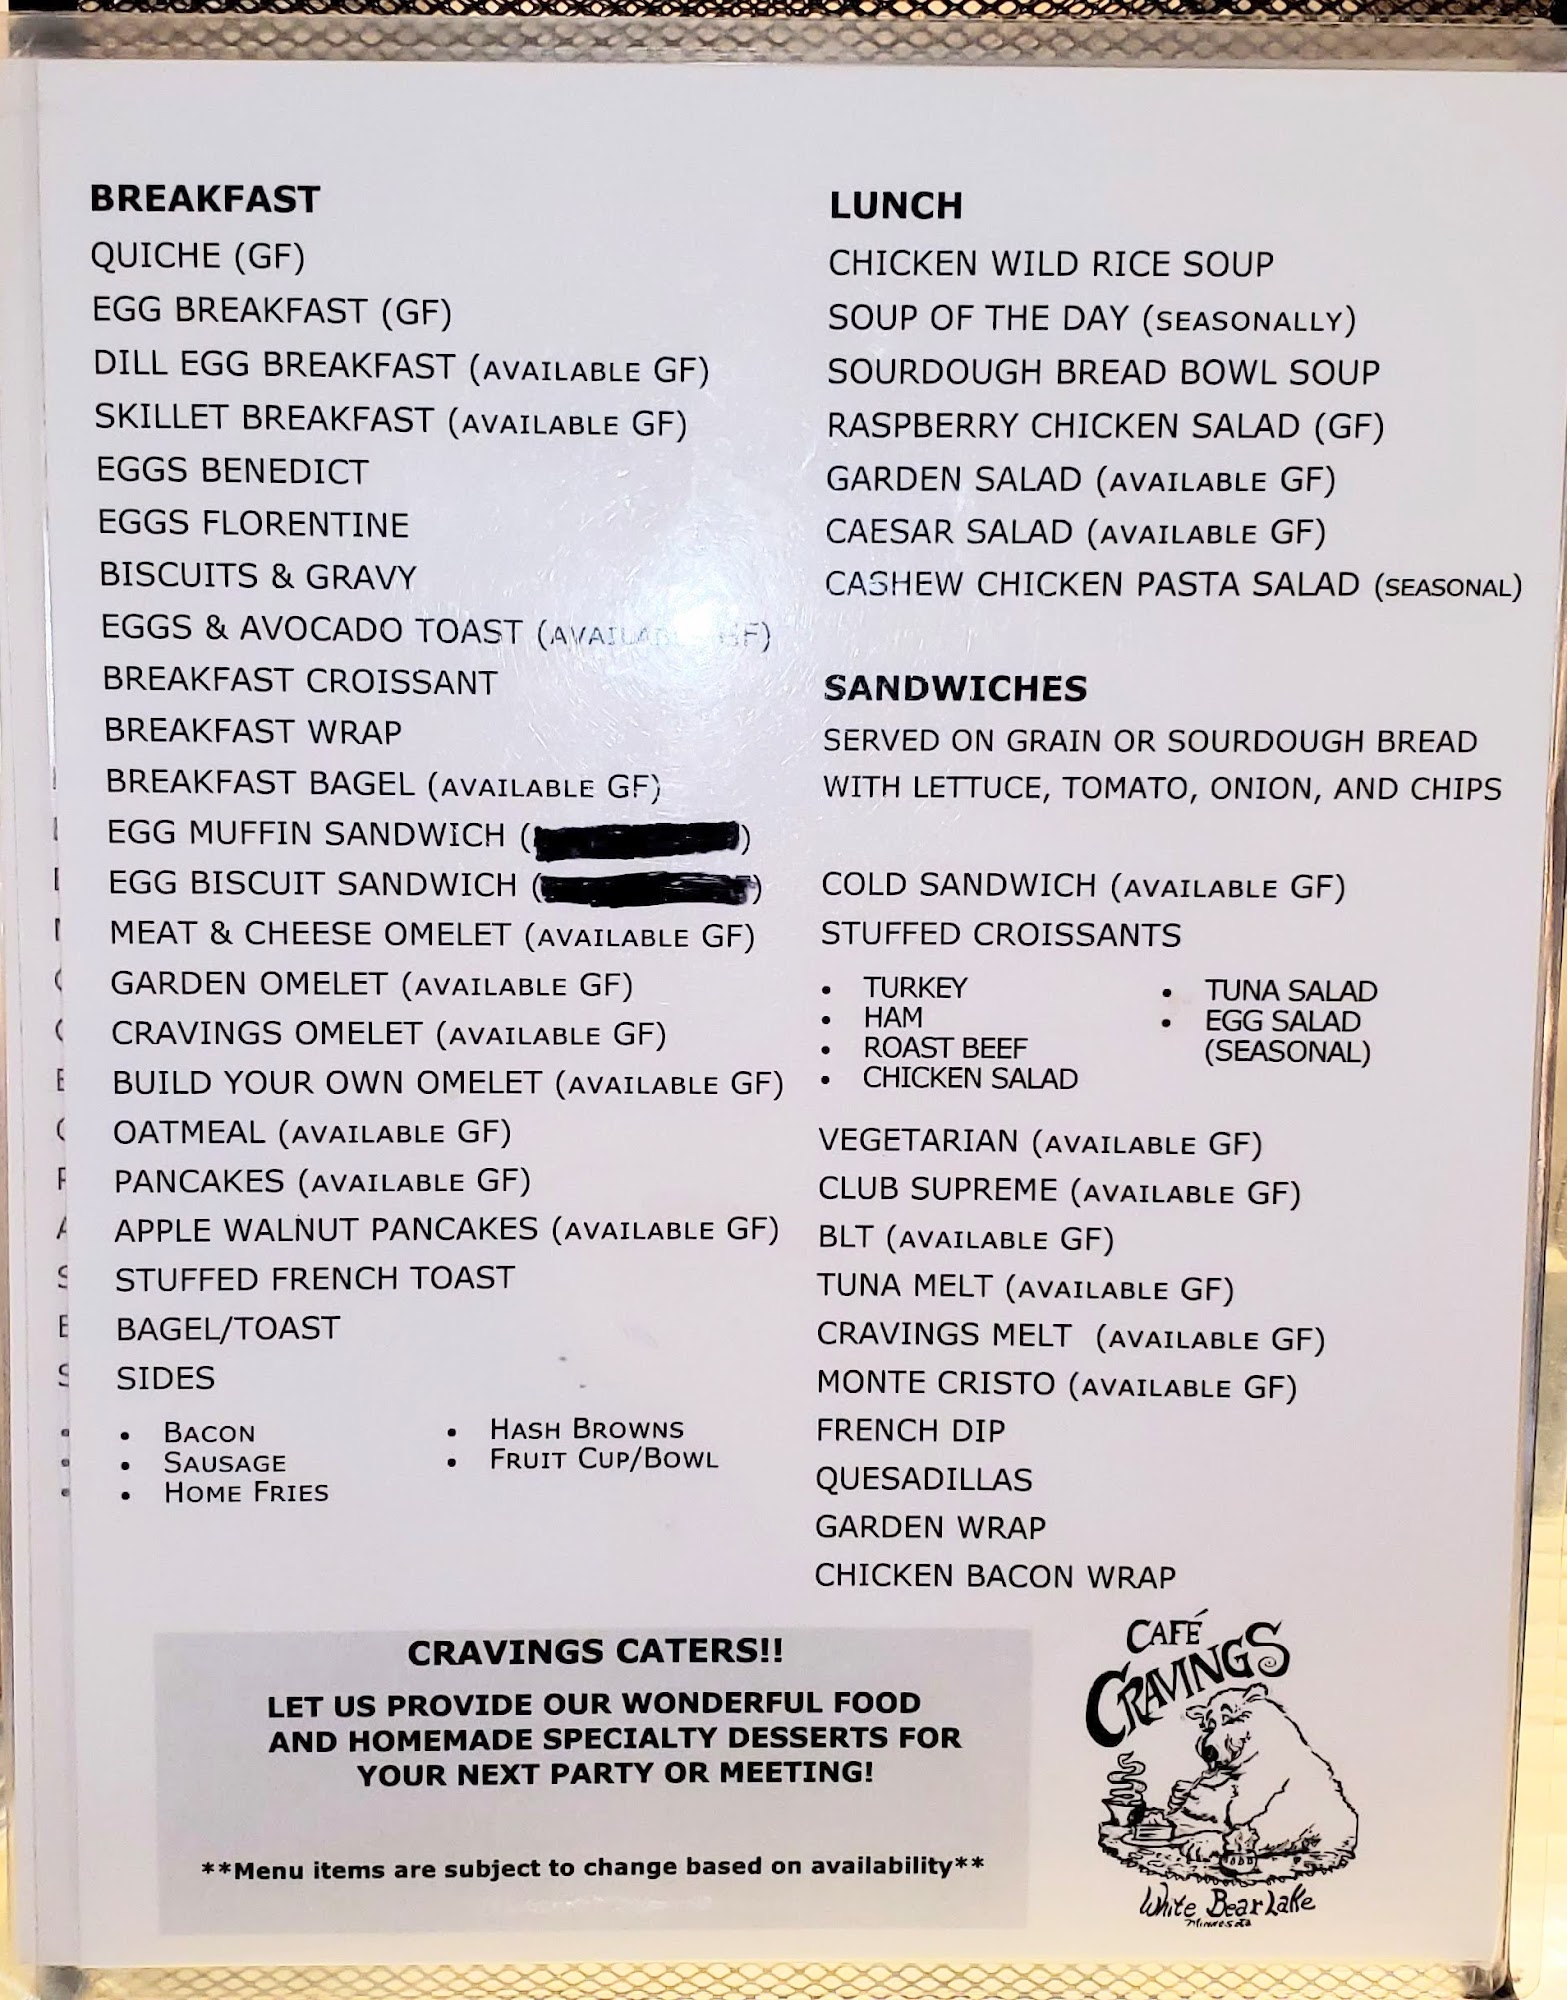 BREAKFAST
QUICHE (GF)
EGG BREAKFAST (GF)
DILL EGG BREAKFAST (AVAILABLE GF)
SKILLET BREAKFAST (AVAILABLE GF)
EGGS BENEDICT
EGGS FLORENTINE
BISCUITS & GRAVY
EGGS & AVOCADO TOAST (AVAILABLE GF)
BREAKFAST CROISSANT
BREAKFAST WRAP
BREAKFAST BAGEL (AVAILABLE GF)
EGG MUFFIN SANDWICH ( )
EGG BISCUIT SANDWICH ( )
MEAT & CHEESE OMELET (AVAILABLE GF)
GARDEN OMELET (AVAILABLE GF)
CRAVINGS OMELET (AVAILABLE GF)
BUILD YOUR OWN OMELET (AVAILABLE GF)
OATMEAL (AVAILABLE GF)
PANCAKES (AVAILABLE GF)
APPLE WALNUT PANCAKES (AVAILABLE GF)
STUFFED FRENCH TOAST
BAGEL/TOAST
SIDES
• BACON
• SAUSAGE
• HOME FRIES
• HASH BROWNS
• FRUIT CUP/BOWL
LUNCH
CHICKEN WILD RICE SOUP
SOUP OF THE DAY (SEASONALLY)
SOURDOUGH BREAD BOWL SOUP
RASPBERRY CHICKEN SALAD (GF)
GARDEN SALAD (AVAILABLE GF)
CAESAR SALAD (AVAILABLE GF)
CASHEW CHICKEN PASTA SALAD (SEASONAL)
SANDWICHES
SERVED ON GRAIN OR SOURDOUGH BREAD
WITH LETTUCE, TOMATO, ONION, AND CHIPS
COLD SANDWICH (AVAILABLE GF)
STUFFED CROISSANTS
• TURKEY
• HAM
• ROAST BEEF
• CHICKEN SALAD
• TUNA SALAD
• EGG SALAD
(SEASONAL)
VEGETARIAN (AVAILABLE GF)
CLUB SUPREME (AVAILABLE GF)
BLT (AVAILABLE GF)
TUNA MELT (AVAILABLE GF)
CRAVINGS MELT (AVAILABLE GF)
MONTE CRISTO (AVAILABLE GF)
FRENCH DIP
QUESADILLAS
GARDEN WRAP
CHICKEN BACON WRAP
CRAVINGS CATERS!!
LET US PROVIDE OUR WONDERFUL FOOD
AND HOMEMADE SPECIALTY DESSERTS FOR
YOUR NEXT PARTY OR MEETING!
**Menu items are subject to change based on availability**
CAFÉ
CRAVINGS
White Bear Lake
Minnesota